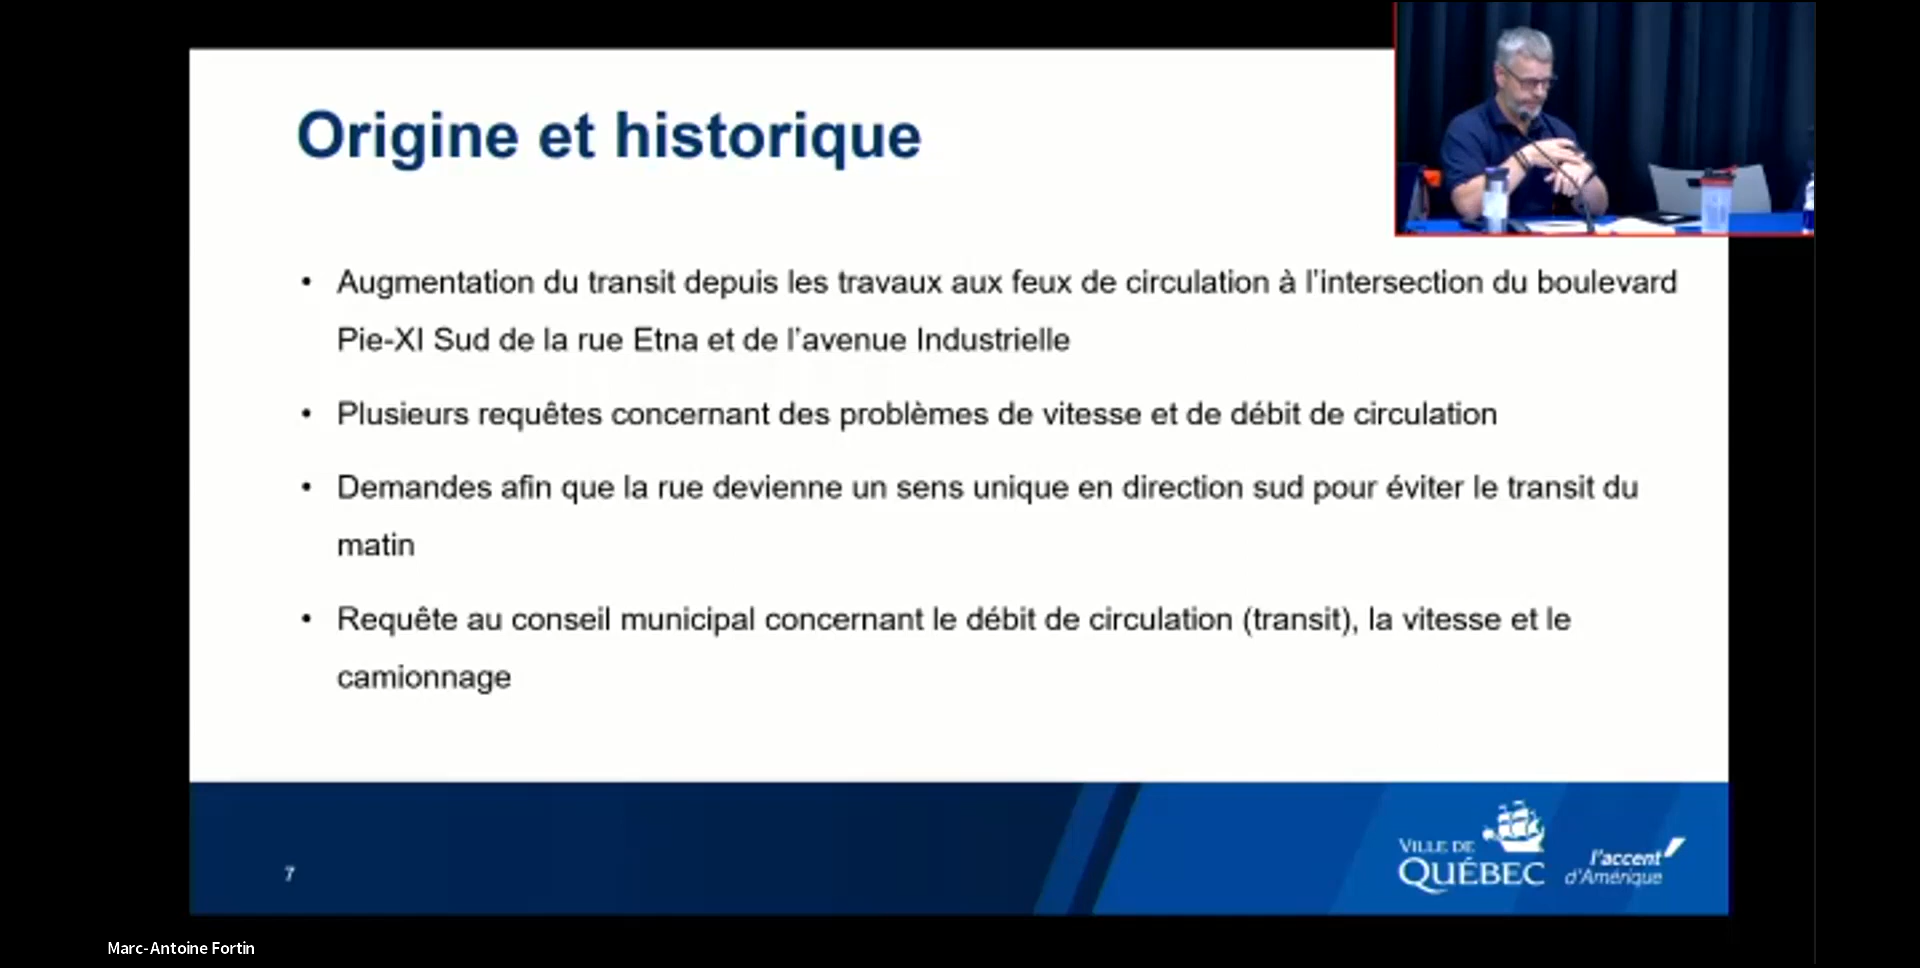 Origine et historique
• Augmentation du transit depuis les travaux aux feux de circulation à l'intersection du boulevard
Pie-XI Sud de la rue Etna et de l'avenue Industrielle
• Plusieurs requêtes concernant des problèmes de vitesse et de débit de circulation
• Demandes afin que la rue devienne un sens unique en direction sud pour éviter le transit du
matin
• Requête au conseil municipal concernant le débit de circulation (transit), la vitesse et le
camionnage
7
VILLE DE
QUÉBEC
l'accent
d'Amérique
Marc-Antoine Fortin